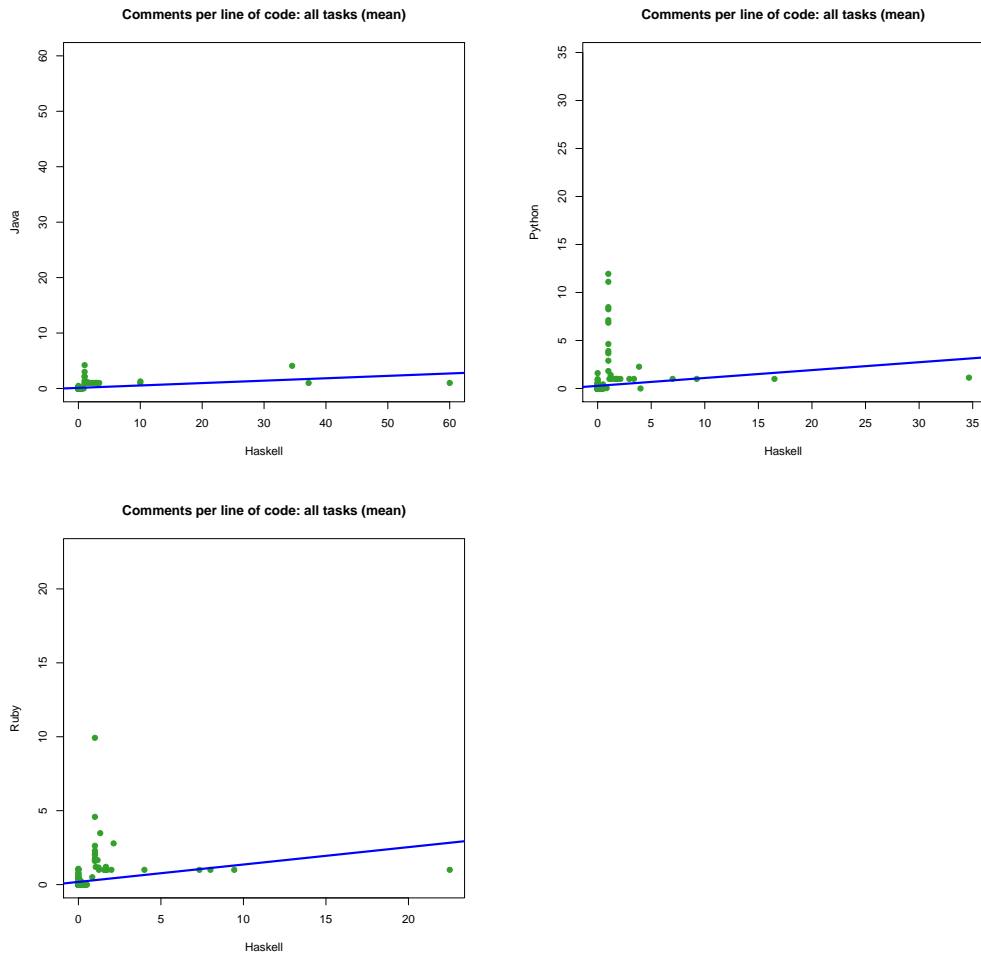 Comments per line of code: all tasks (mean)
60
50
40
30
20
10
0
Java
0 10 20 30 40 50 60
Haskell
Comments per line of code: all tasks (mean)
35
30
25
20
15
10
5
0
Python
0 5 10 15 20 25 30 35
Haskell
Comments per line of code: all tasks (mean)
20
15
10
5
0
Ruby
0 5 10 15 20
Haskell